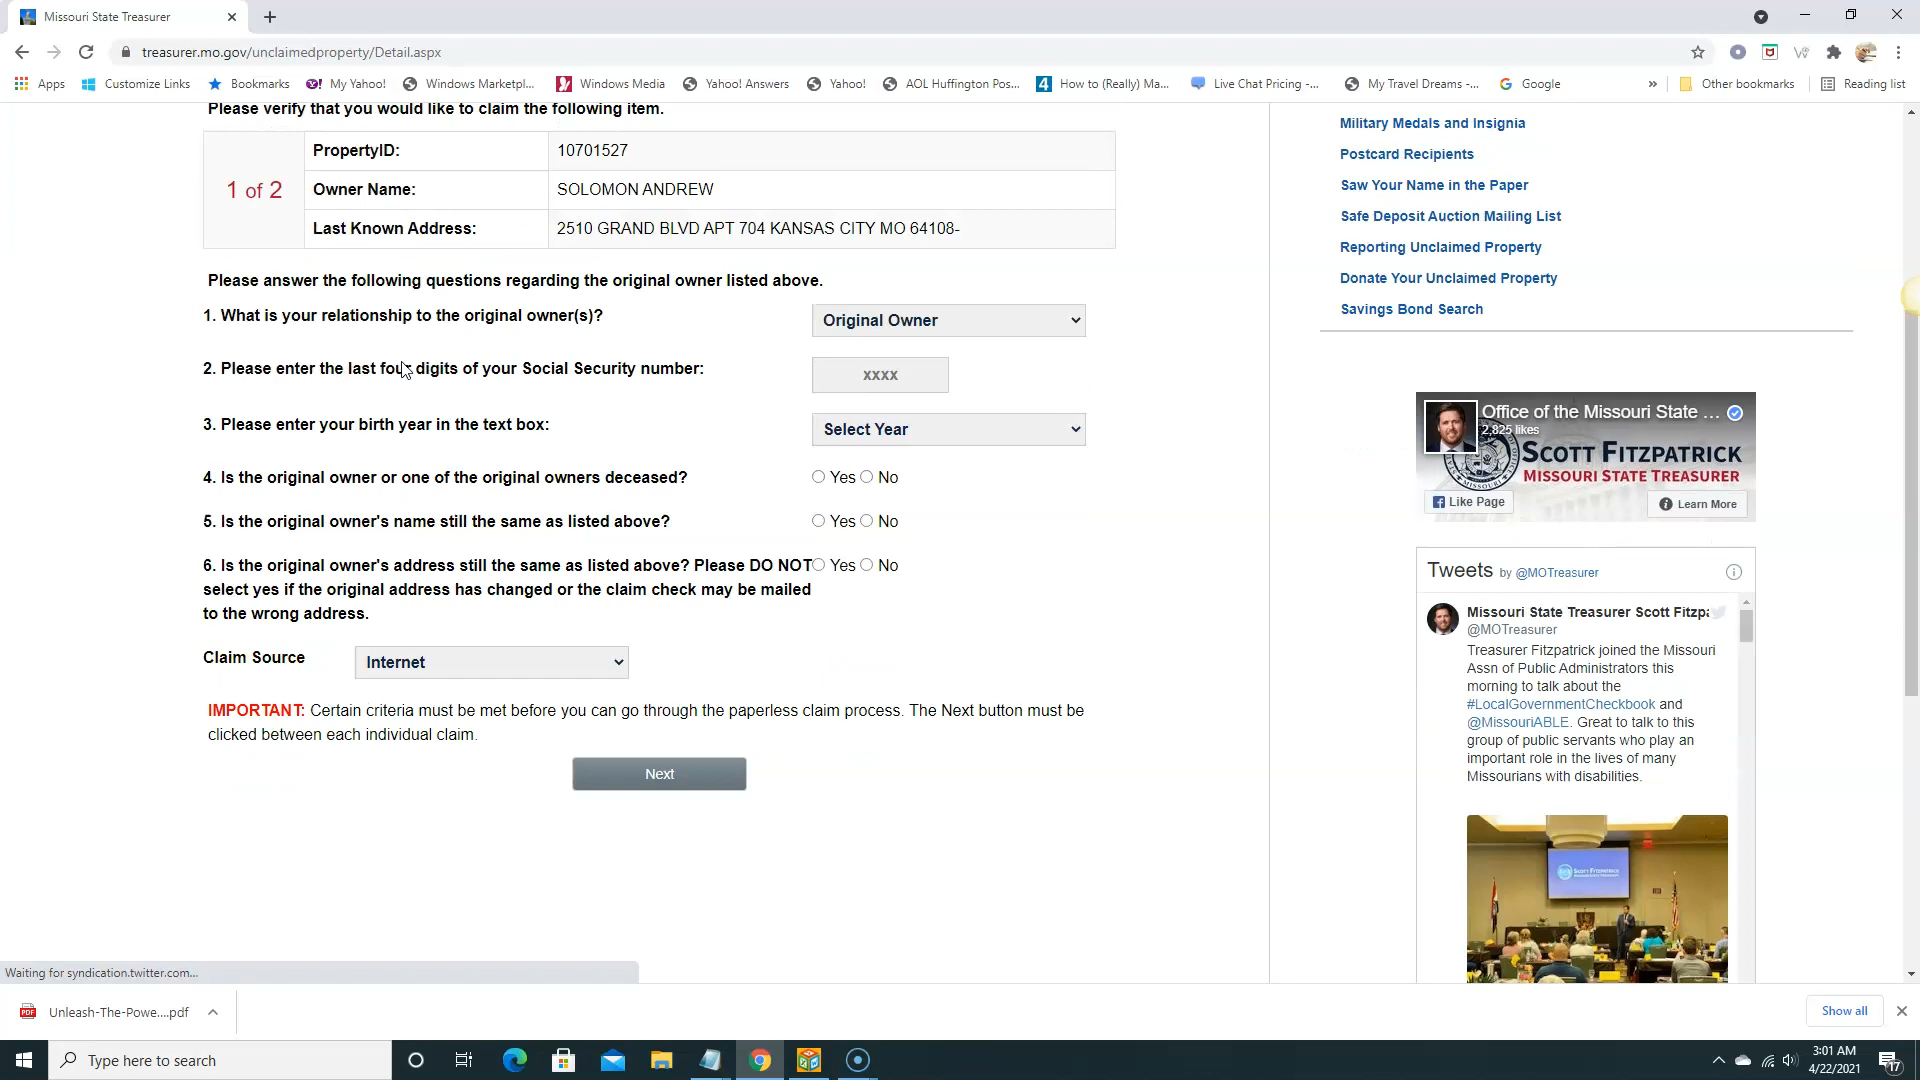 Missouri State Treasurer
treasurer.mo.gov/unclaimedproperty/Detail.aspx
Apps Customize Links Bookmarks My Yahoo! Windows Marketpl... Windows Media Yahoo! Answers Yahoo! AOL Huffington Pos... How to (Really) Ma... Live Chat Pricing -... My Travel Dreams -... Google » Other bookmarks Reading list
Please verify that you would like to claim the following item.
1 of 2
PropertyID: 10701527
Owner Name: SOLOMON ANDREW
Last Known Address: 2510 GRAND BLVD APT 704 KANSAS CITY MO 64108-
Please answer the following questions regarding the original owner listed above.
1. What is your relationship to the original owner(s)? Original Owner
2. Please enter the last four digits of your Social Security number: xxxx
3. Please enter your birth year in the text box: Select Year
4. Is the original owner or one of the original owners deceased? Yes No
5. Is the original owner's name still the same as listed above? Yes No
6. Is the original owner's address still the same as listed above? Please DO NOT Yes No
select yes if the original address has changed or the claim check may be mailed
to the wrong address.
Claim Source Internet
IMPORTANT: Certain criteria must be met before you can go through the paperless claim process. The Next button must be
clicked between each individual claim.
Next
Military Medals and Insignia
Postcard Recipients
Saw Your Name in the Paper
Safe Deposit Auction Mailing List
Reporting Unclaimed Property
Donate Your Unclaimed Property
Savings Bond Search
Office of the Missouri State ...
2,825 likes
SCOTT FITZPATRICK
MISSOURI STATE TREASURER
Like Page Learn More
Tweets by @MOTreasurer
Missouri State Treasurer Scott Fitzpa
@MOTreasurer
Treasurer Fitzpatrick joined the Missouri
Assn of Public Administrators this
morning to talk about the
#LocalGovernmentCheckbook and
@MissouriABLE. Great to talk to this
group of public servants who play an
important role in the lives of many
Missourians with disabilities.
SCOTT FITZPATRICK
Waiting for syndication.twitter.com...
Unleash-The-Powe....pdf
Show all
Type here to search
3:01 AM
4/22/2021
17